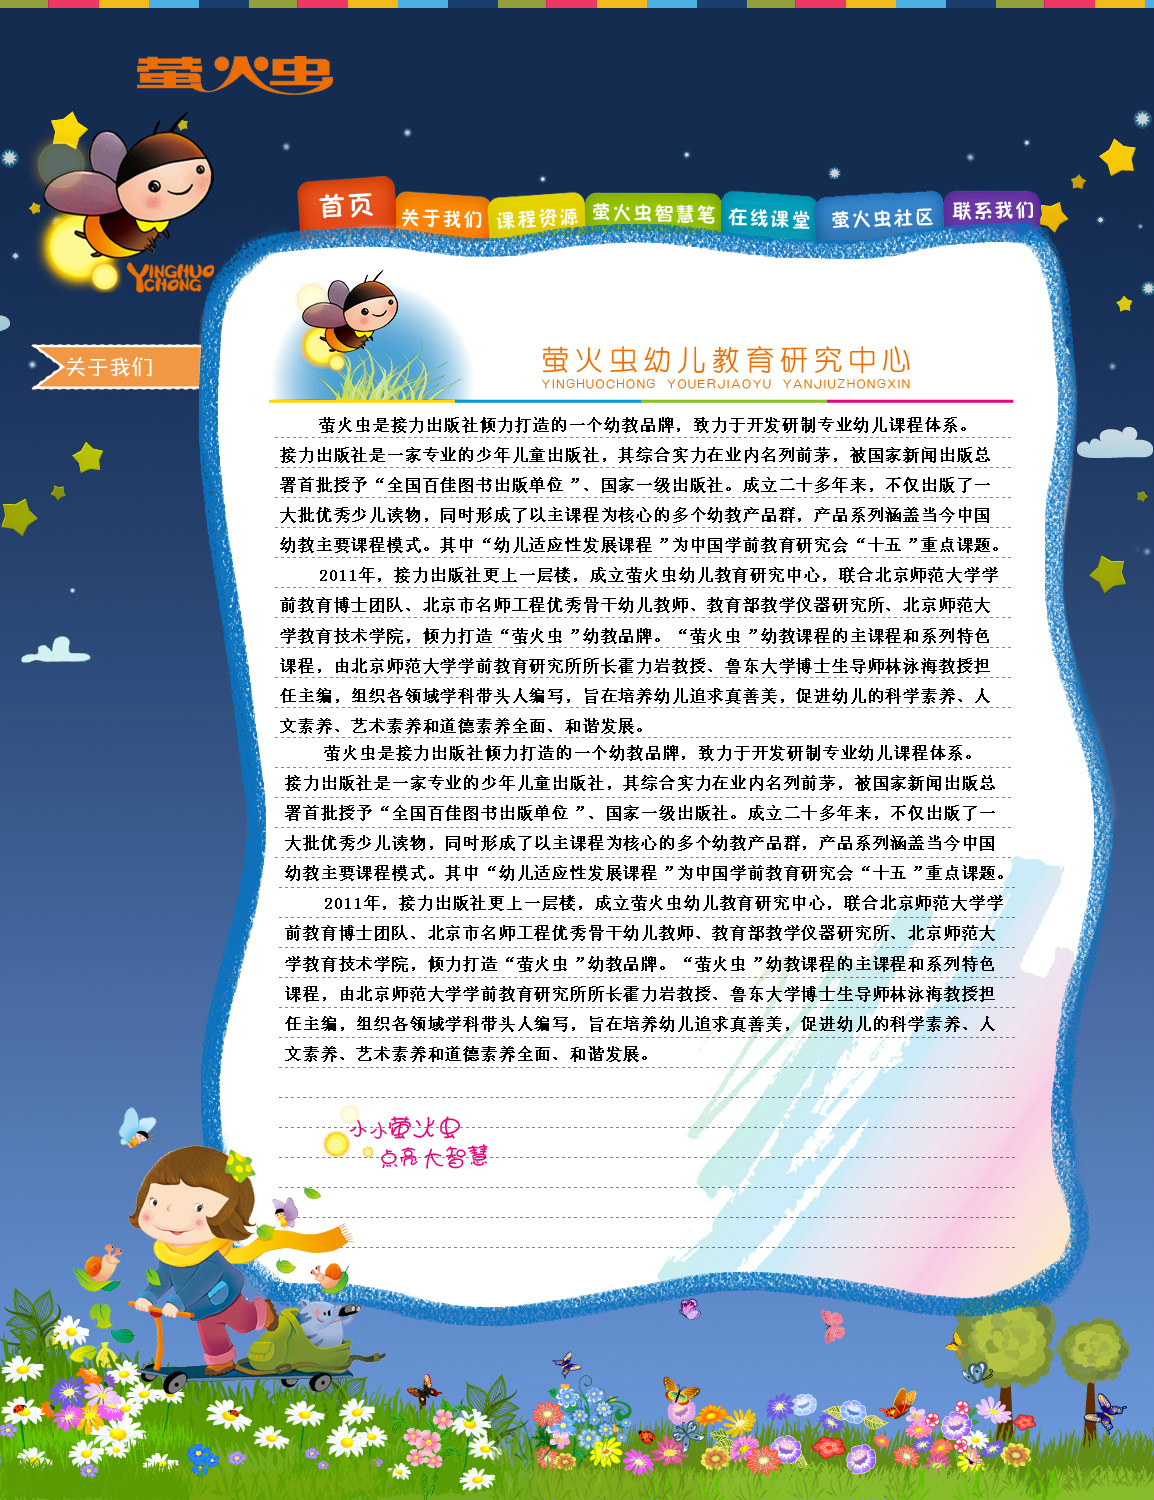 萤火虫
YINGHUO
CHONG
首页
关于我们
课程资源
萤火虫智慧笔
在线课堂
萤火虫社区
联系我们
关于我们
萤火虫幼儿教育研究中心
YINGHUOCHONG YOUERJIAOYU YANJIUZHONGXIN
萤火虫是接力出版社倾力打造的一个幼教品牌，致力于开发研制专业幼儿课程体系。
接力出版社是一家专业的少年儿童出版社，其综合实力在业内名列前茅，被国家新闻出版总
署首批授予“全国百佳图书出版单位”、国家一级出版社。成立二十多年来，不仅出版了一
大批优秀少儿读物，同时形成了以主课程为核心的多个幼教产品群，产品系列涵盖当今中国
幼教主要课程模式。其中“幼儿适应性发展课程”为中国学前教育研究会“十五”重点课题。
2011年，接力出版社更上一层楼，成立萤火虫幼儿教育研究中心，联合北京师范大学学
前教育博士团队、北京市名师工程优秀骨干幼儿教师、教育部教学仪器研究所、北京师范大
学教育技术学院，倾力打造“萤火虫”幼教品牌。“萤火虫”幼教课程的主课程和系列特色
课程，由北京师范大学学前教育研究所所长霍力岩教授、鲁东大学博士生导师林泳海教授担
任主编，组织各领域学科带头人编写，旨在培养幼儿追求真善美，促进幼儿的科学素养、人
文素养、艺术素养和道德素养全面、和谐发展。
萤火虫是接力出版社倾力打造的一个幼教品牌，致力于开发研制专业幼儿课程体系。
接力出版社是一家专业的少年儿童出版社，其综合实力在业内名列前茅，被国家新闻出版总
署首批授予“全国百佳图书出版单位”、国家一级出版社。成立二十多年来，不仅出版了一
大批优秀少儿读物，同时形成了以主课程为核心的多个幼教产品群，产品系列涵盖当今中国
幼教主要课程模式。其中“幼儿适应性发展课程”为中国学前教育研究会“十五”重点课题。
2011年，接力出版社更上一层楼，成立萤火虫幼儿教育研究中心，联合北京师范大学学
前教育博士团队、北京市名师工程优秀骨干幼儿教师、教育部教学仪器研究所、北京师范大
学教育技术学院，倾力打造“萤火虫”幼教品牌。“萤火虫”幼教课程的主课程和系列特色
课程，由北京师范大学学前教育研究所所长霍力岩教授、鲁东大学博士生导师林泳海教授担
任主编，组织各领域学科带头人编写，旨在培养幼儿追求真善美，促进幼儿的科学素养、人
文素养、艺术素养和道德素养全面、和谐发展。
小小萤火虫
点亮大智慧